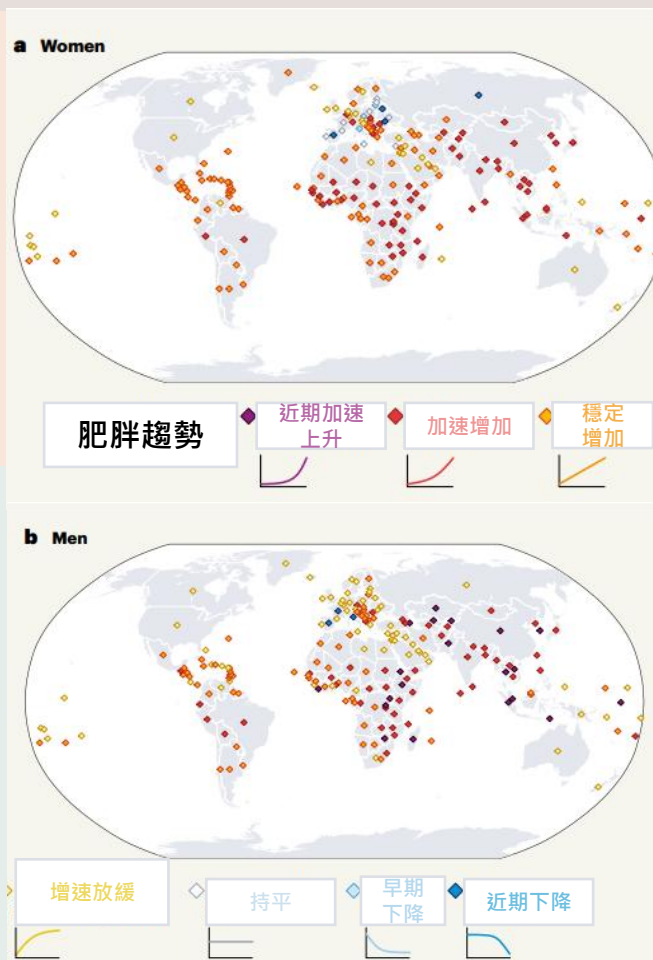 a Women
肥胖趨勢
近期加速
上升
加速增加
穩定
增加
b Men
增速放緩
持平
早期
下降
近期下降